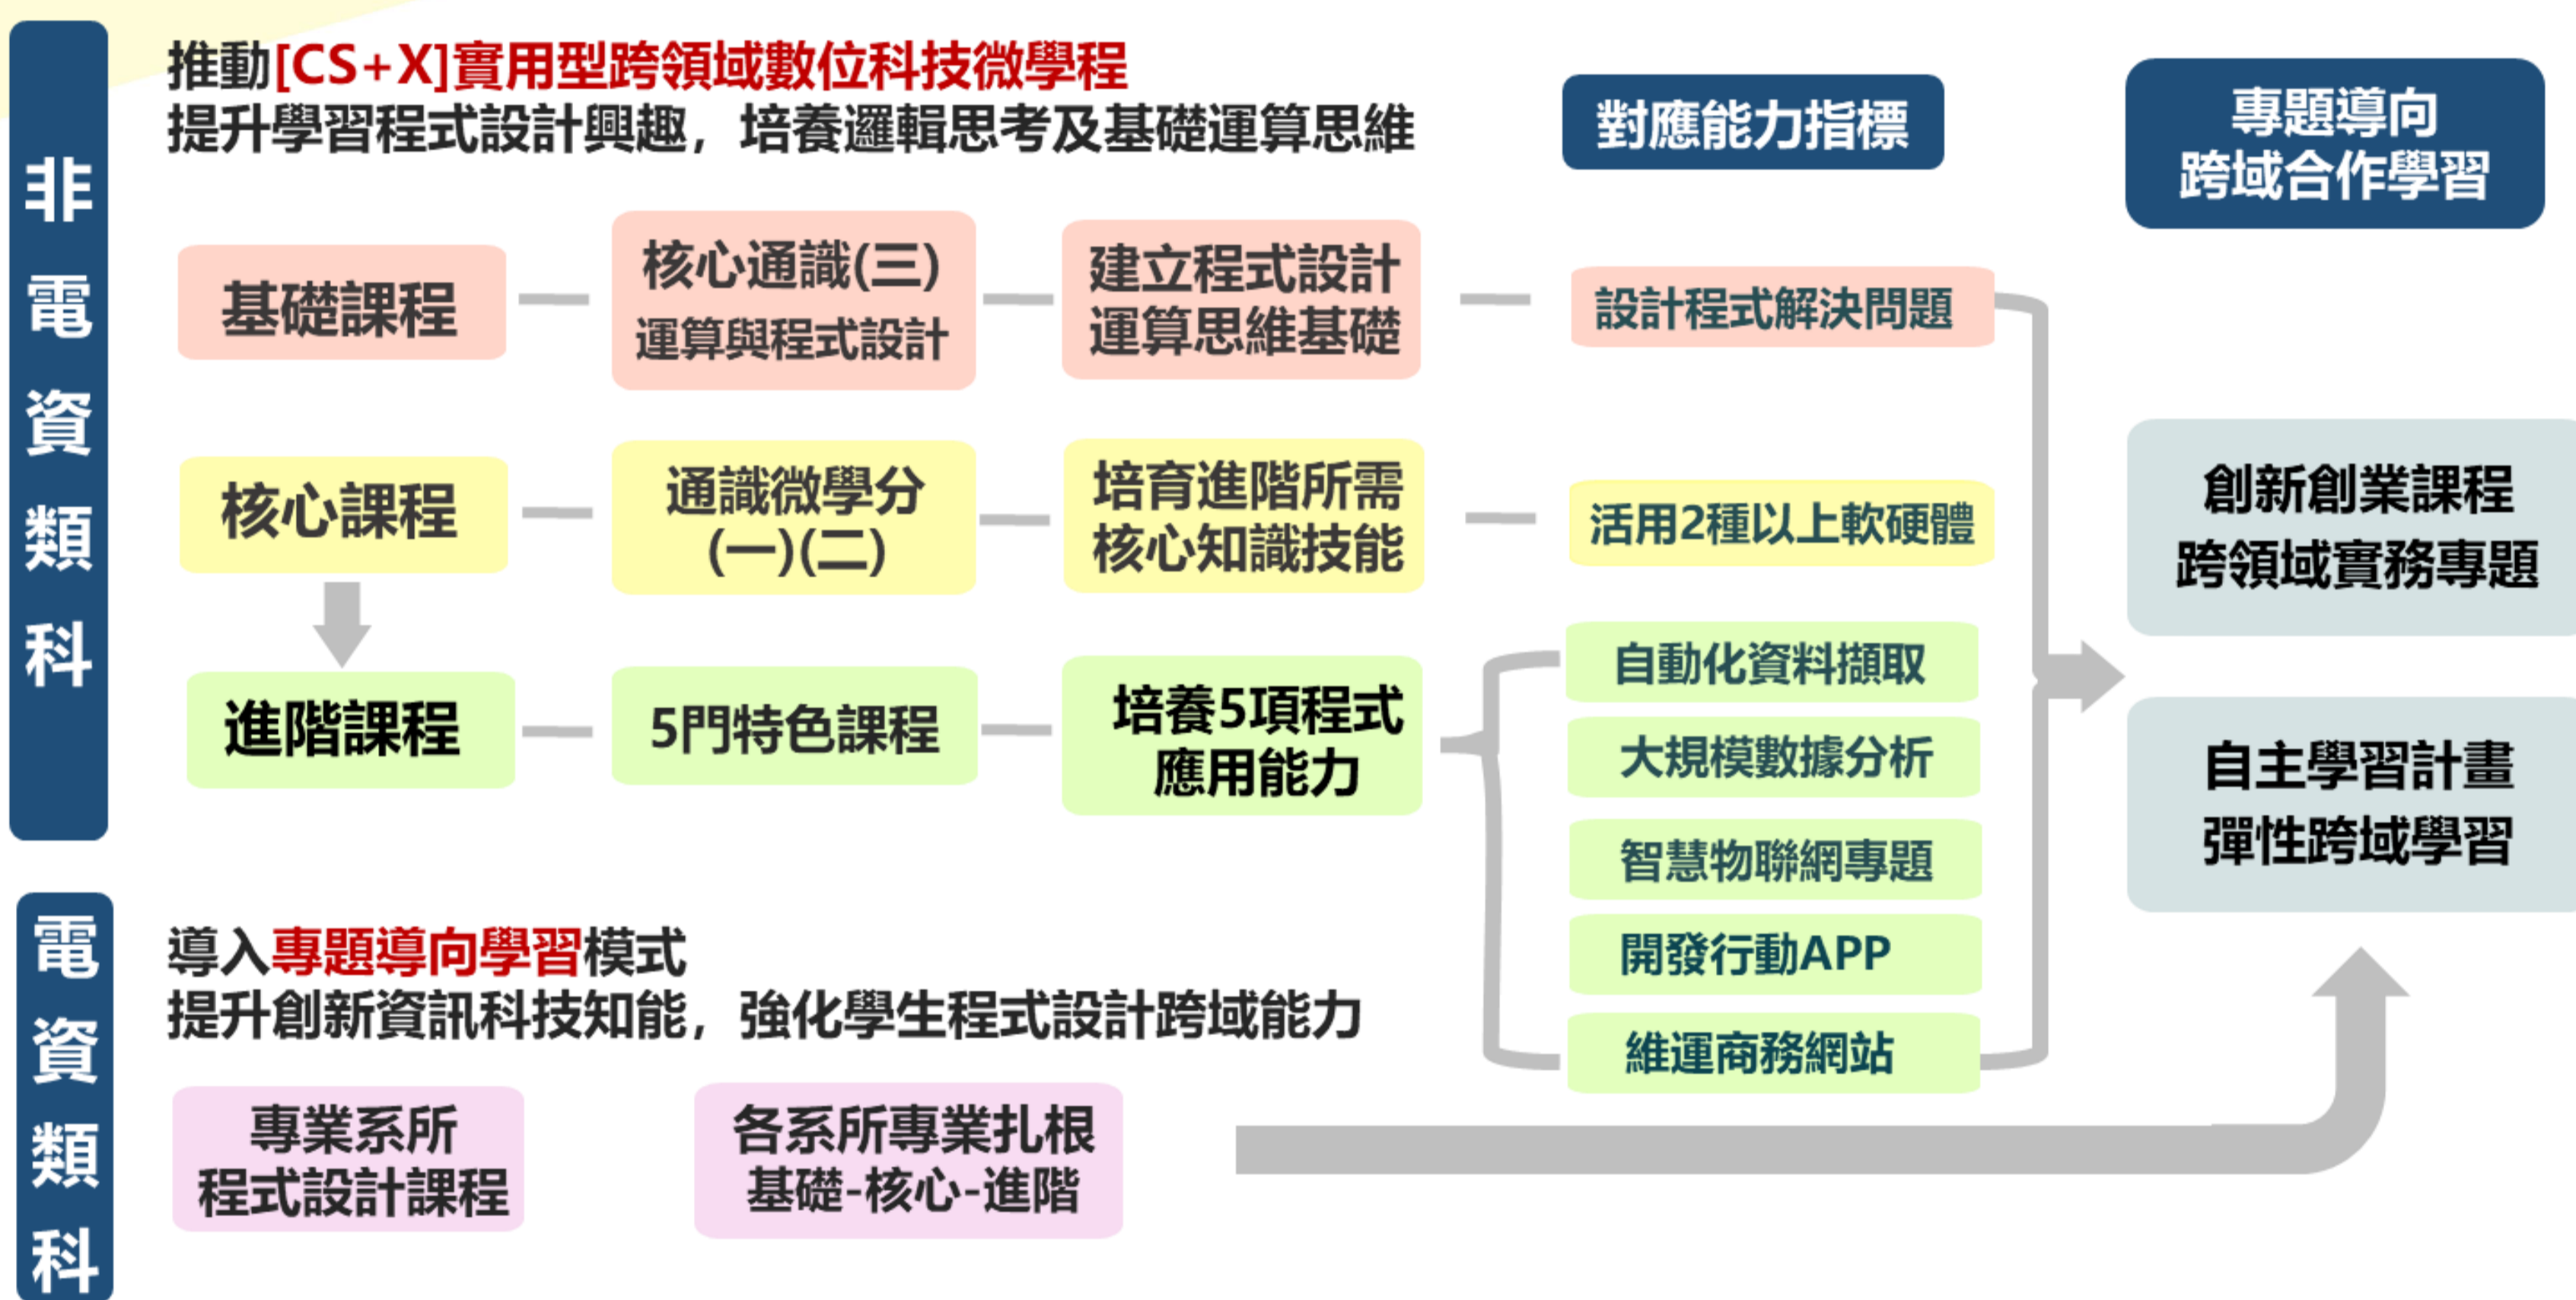 非電資類科
推動[CS+X]實用型跨領域數位科技微學程
提升學習程式設計興趣，培養邏輯思考及基礎運算思維
對應能力指標
專題導向
跨域合作學習
基礎課程
核心通識(三)
運算與程式設計
建立程式設計
運算思維基礎
設計程式解決問題
核心課程
通識微學分
(一)(二)
培育進階所需
核心知識技能
活用2種以上軟硬體
進階課程
5門特色課程
培養5項程式
應用能力
自動化資料擷取
大規模數據分析
智慧物聯網專題
開發行動APP
維運商務網站
創新創業課程
跨領域實務專題
自主學習計畫
彈性跨域學習
電資類科
導入專題導向學習模式
提升創新資訊科技知能，強化學生程式設計跨域能力
專業系所
程式設計課程
各系所專業扎根
基礎-核心-進階